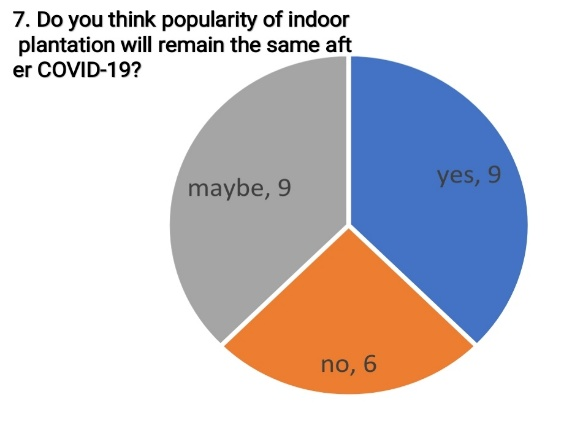 7. Do you think popularity of indoor
plantation will remain the same aft
er COVID-19?
yes, 9
maybe, 9
no, 6